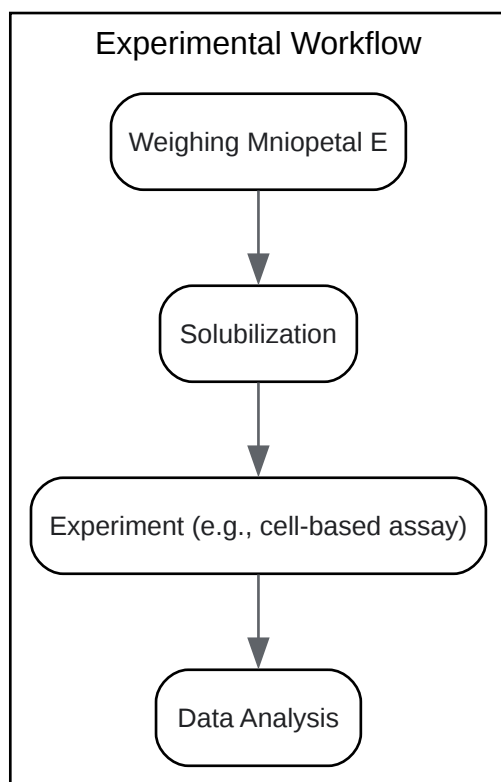 Experimental Workflow
Weighing Mniopetal E
Solubilization
Experiment (e.g., cell-based assay)
Data Analysis